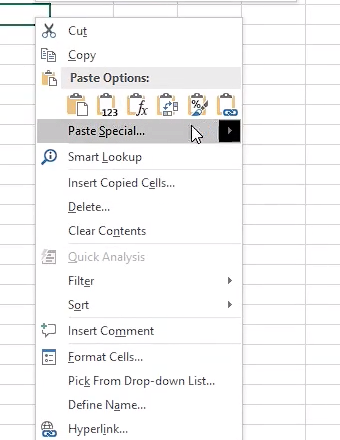 Cut
Copy
Paste Options:
123 fx %
Paste Special...
Smart Lookup
Insert Copied Cells...
Delete...
Clear Contents
Quick Analysis
Filter
Sort
Insert Comment
Format Cells...
Pick From Drop-down List...
Define Name...
Hyperlink...